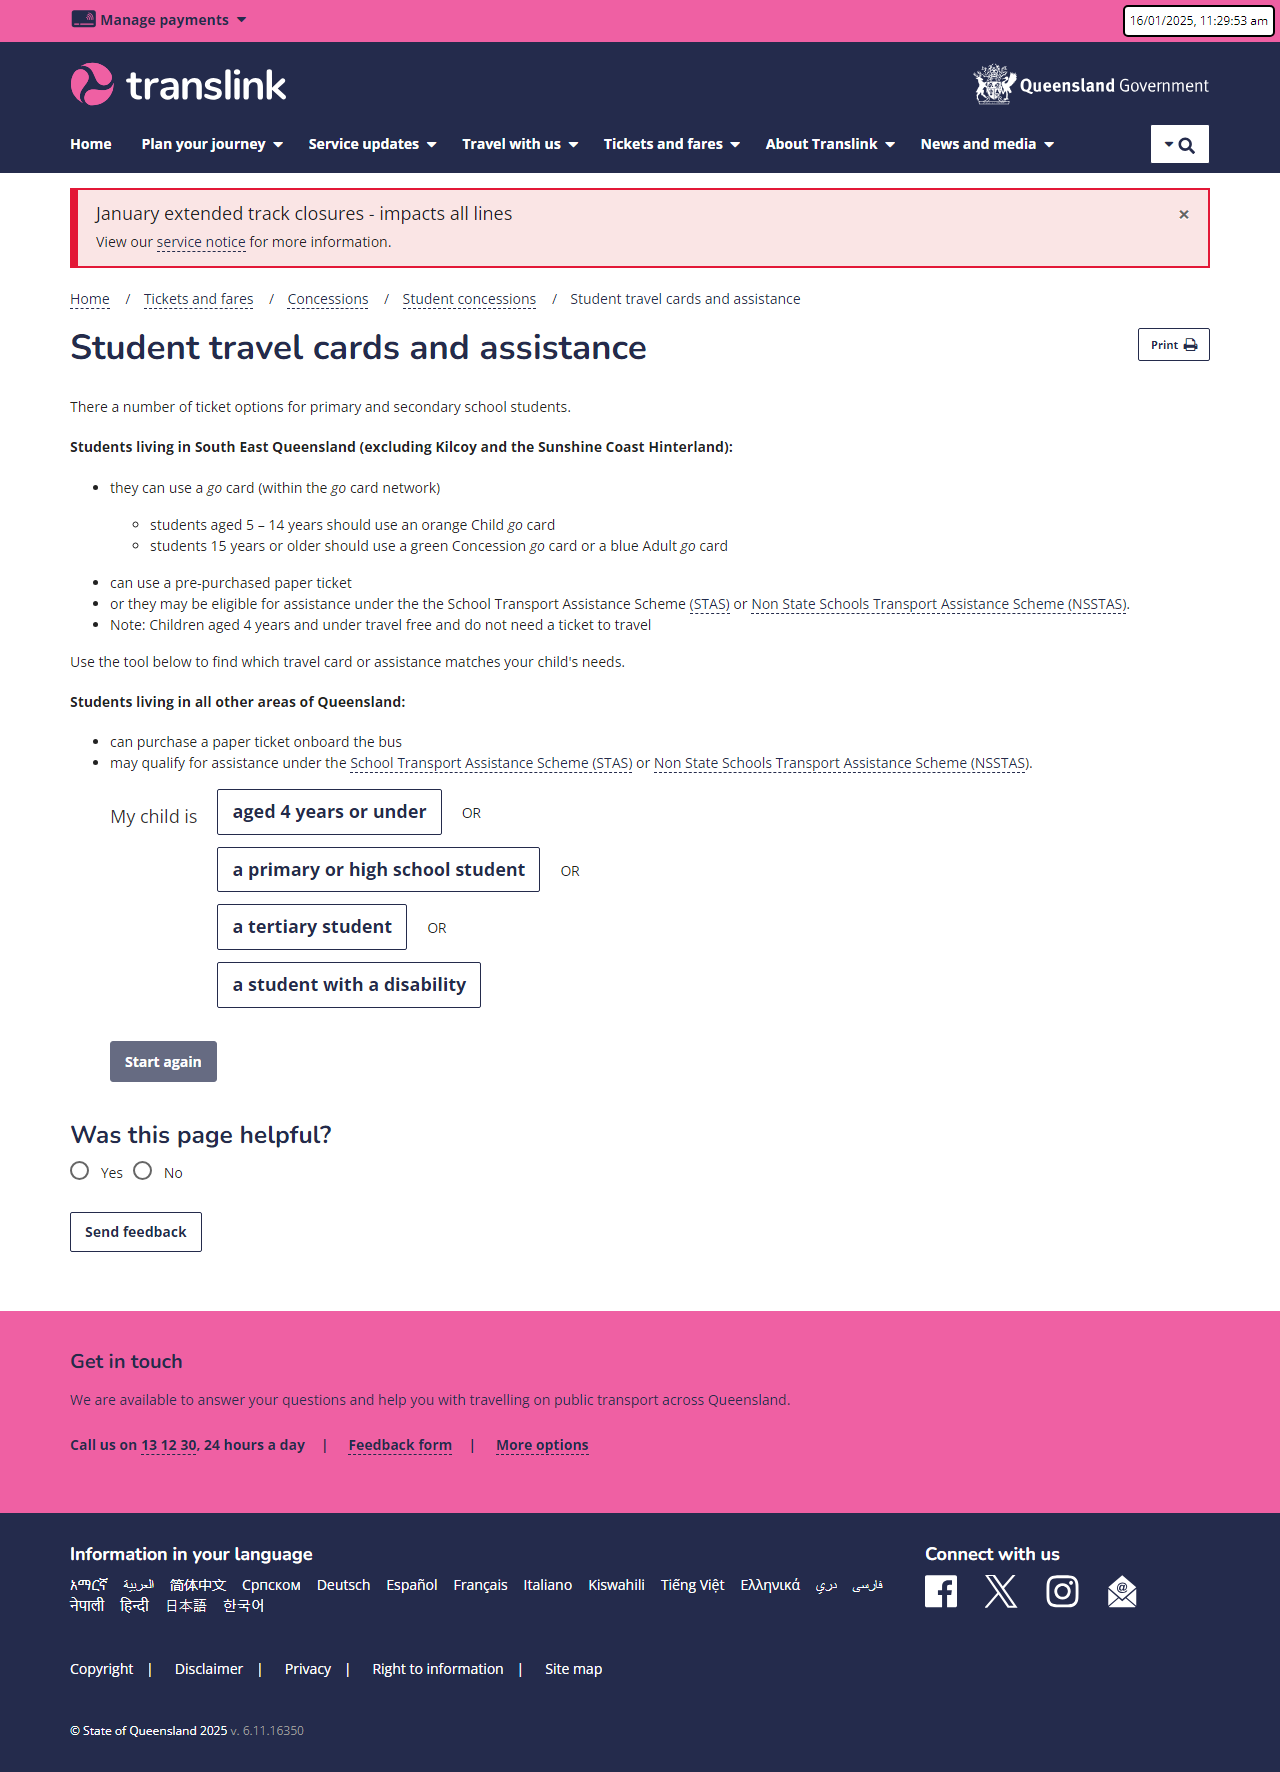 Manage payments
16/01/2025, 11:29:53 am
translink
Queensland Government
Home Plan your journey Service updates Travel with us Tickets and fares About Translink News and media
January extended track closures - impacts all lines
×
View our service notice for more information.
Home / Tickets and fares / Concessions / Student concessions / Student travel cards and assistance
Student travel cards and assistance
Print
There a number of ticket options for primary and secondary school students.
Students living in South East Queensland (excluding Kilcoy and the Sunshine Coast Hinterland):
• they can use a go card (within the go card network)
◦ students aged 5 – 14 years should use an orange Child go card
◦ students 15 years or older should use a green Concession go card or a blue Adult go card
• can use a pre-purchased paper ticket
• or they may be eligible for assistance under the the School Transport Assistance Scheme (STAS) or Non State Schools Transport Assistance Scheme (NSSTAS).
• Note: Children aged 4 years and under travel free and do not need a ticket to travel
Use the tool below to find which travel card or assistance matches your child's needs.
Students living in all other areas of Queensland:
• can purchase a paper ticket onboard the bus
• may qualify for assistance under the School Transport Assistance Scheme (STAS) or Non State Schools Transport Assistance Scheme (NSSTAS).
My child is aged 4 years or under OR
a primary or high school student OR
a tertiary student OR
a student with a disability
Start again
Was this page helpful?
Yes No
Send feedback
Get in touch
We are available to answer your questions and help you with travelling on public transport across Queensland.
Call us on 13 12 30, 24 hours a day | Feedback form | More options
Information in your language
አማርኛ العربية 简体中文 Српском Deutsch Español Français Italiano Kiswahili Tiếng Việt Ελληνικά دري فارسی
नेपाली हिन्दी 日本語 한국어
Connect with us
Copyright | Disclaimer | Privacy | Right to information | Site map
© State of Queensland 2025 v. 6.11.16350